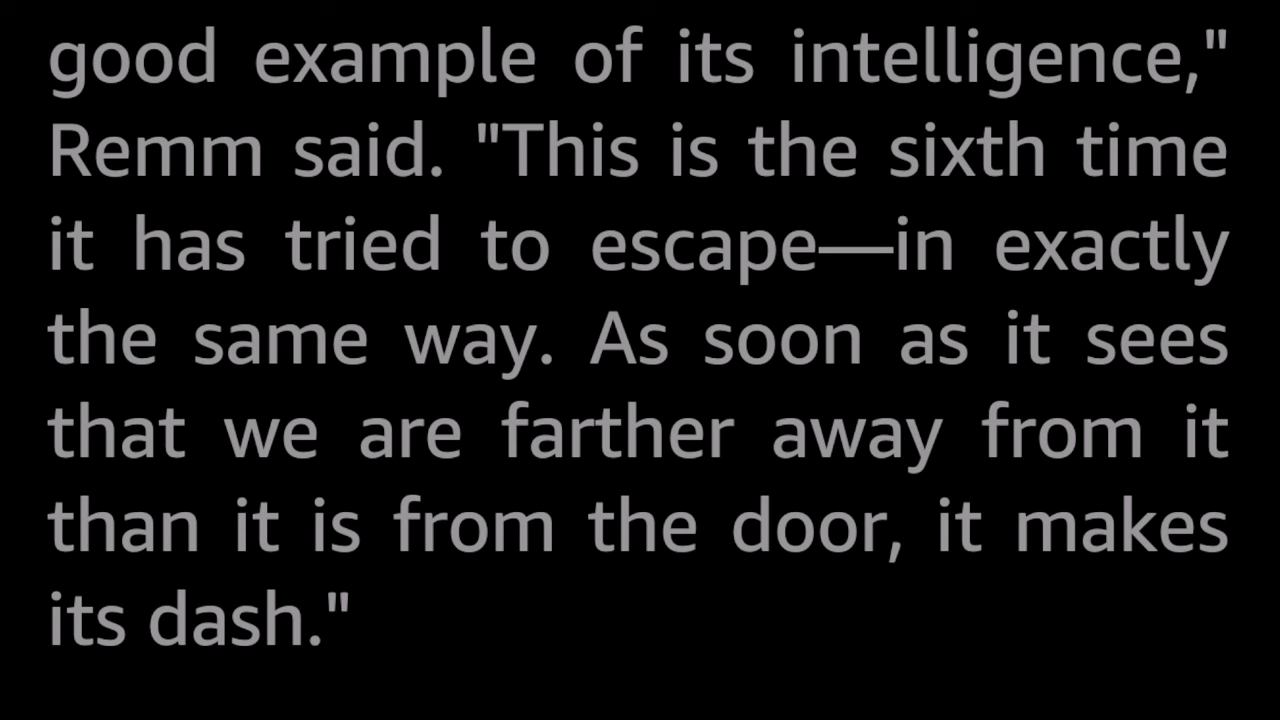 good example of its intelligence,"
Remm said. "This is the sixth time
it has tried to escape—in exactly
the same way. As soon as it sees
that we are farther away from it
than it is from the door, it makes
its dash."